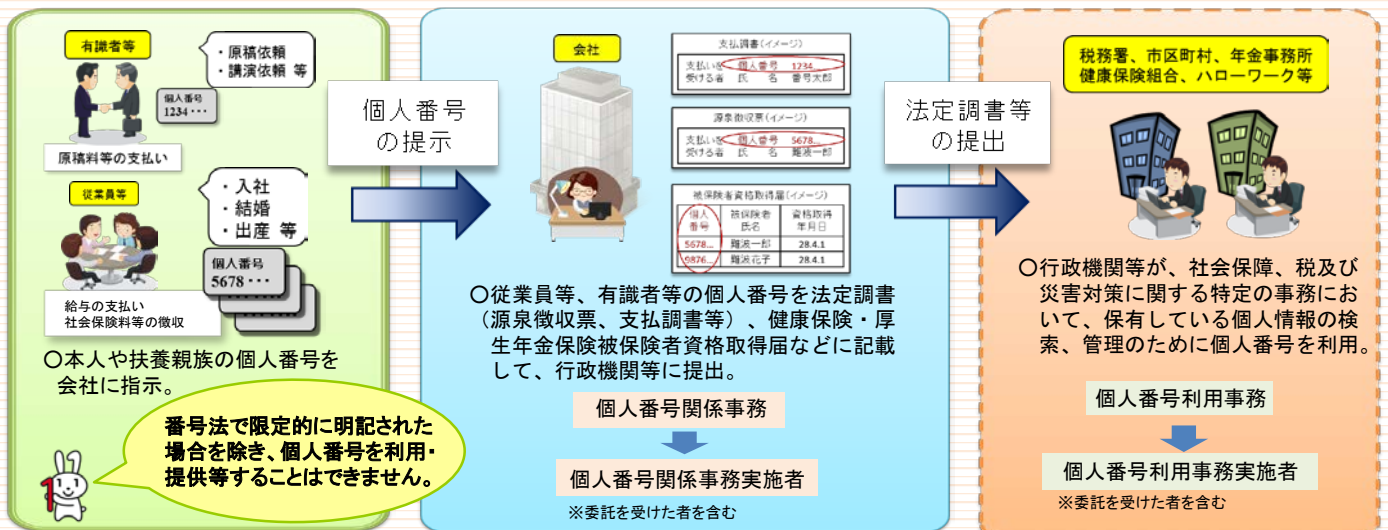 有識者等
・原稿依頼
・講演依頼 等
個人番号
1234・・・
原稿料等の支払い
従業員等
・入社
・結婚
・出産 等
個人番号
5678・・・
給与の支払い
社会保険料等の徴収
〇本人や扶養親族の個人番号を
会社に指示。
番号法で限定的に明記された
場合を除き、個人番号を利用・
提供等することはできません。
1
個人番号
の提示
会社
支払調書(イメージ)
支払いを 個人番号 1234...
受ける者 氏 名 番号太郎
源泉徴収票(イメージ)
支払いを 個人番号 5678...
受ける者 氏 名 難波一郎
被保険者資格取得届(イメージ)
個人 被保険者 資格取得
番号 氏名 年月日
5678... 難波一郎 28.4.1
9876... 難波花子 28.4.1
〇従業員等、有識者等の個人番号を法定調書
（源泉徴収票、支払調書等）、健康保険・厚
生年金保険被保険者資格取得届などに記載
して、行政機関等に提出。
個人番号関係事務
個人番号関係事務実施者
※委託を受けた者を含む
法定調書等
の提出
税務署、市区町村、年金事務所
健康保険組合、ハローワーク等
〇行政機関等が、社会保障、税及び
災害対策に関する特定の事務にお
いて、保有している個人情報の検
索、管理のために個人番号を利用。
個人番号利用事務
個人番号利用事務実施者
※委託を受けた者を含む